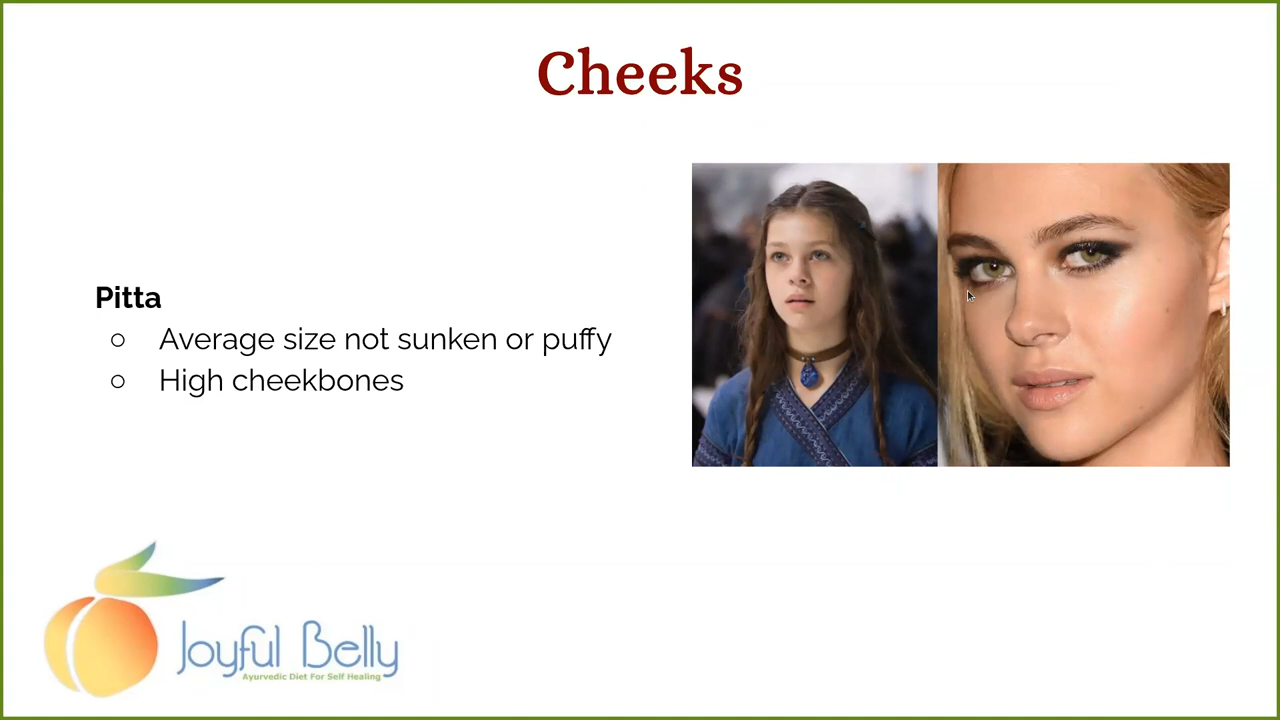 Cheeks
Pitta
○ Average size not sunken or puffy
○ High cheekbones
Joyful Belly
Ayurvedic Diet For Self Healing